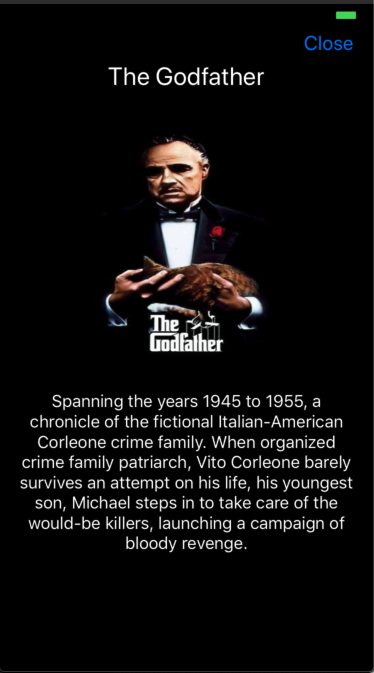 Close
The Godfather
The
Godfather
Spanning the years 1945 to 1955, a
chronicle of the fictional Italian-American
Corleone crime family. When organized
crime family patriarch, Vito Corleone barely
survives an attempt on his life, his youngest
son, Michael steps in to take care of the
would-be killers, launching a campaign of
bloody revenge.